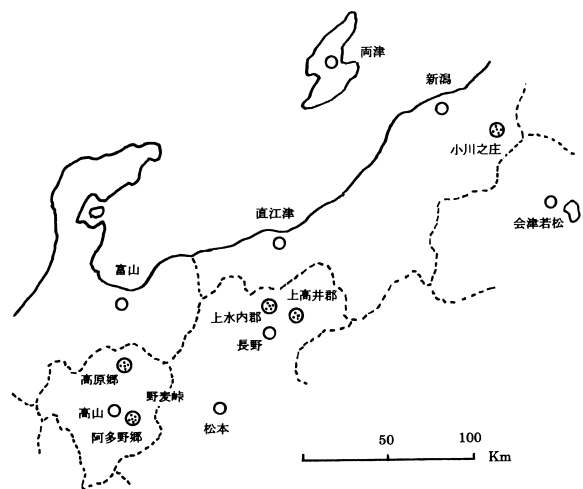 両津
新潟
小川之庄
会津若松
直江津
富山
上高井郡
上水内郡
長野
高原郷
野麦峠
高山
阿多野郷
松本
50
100
Km